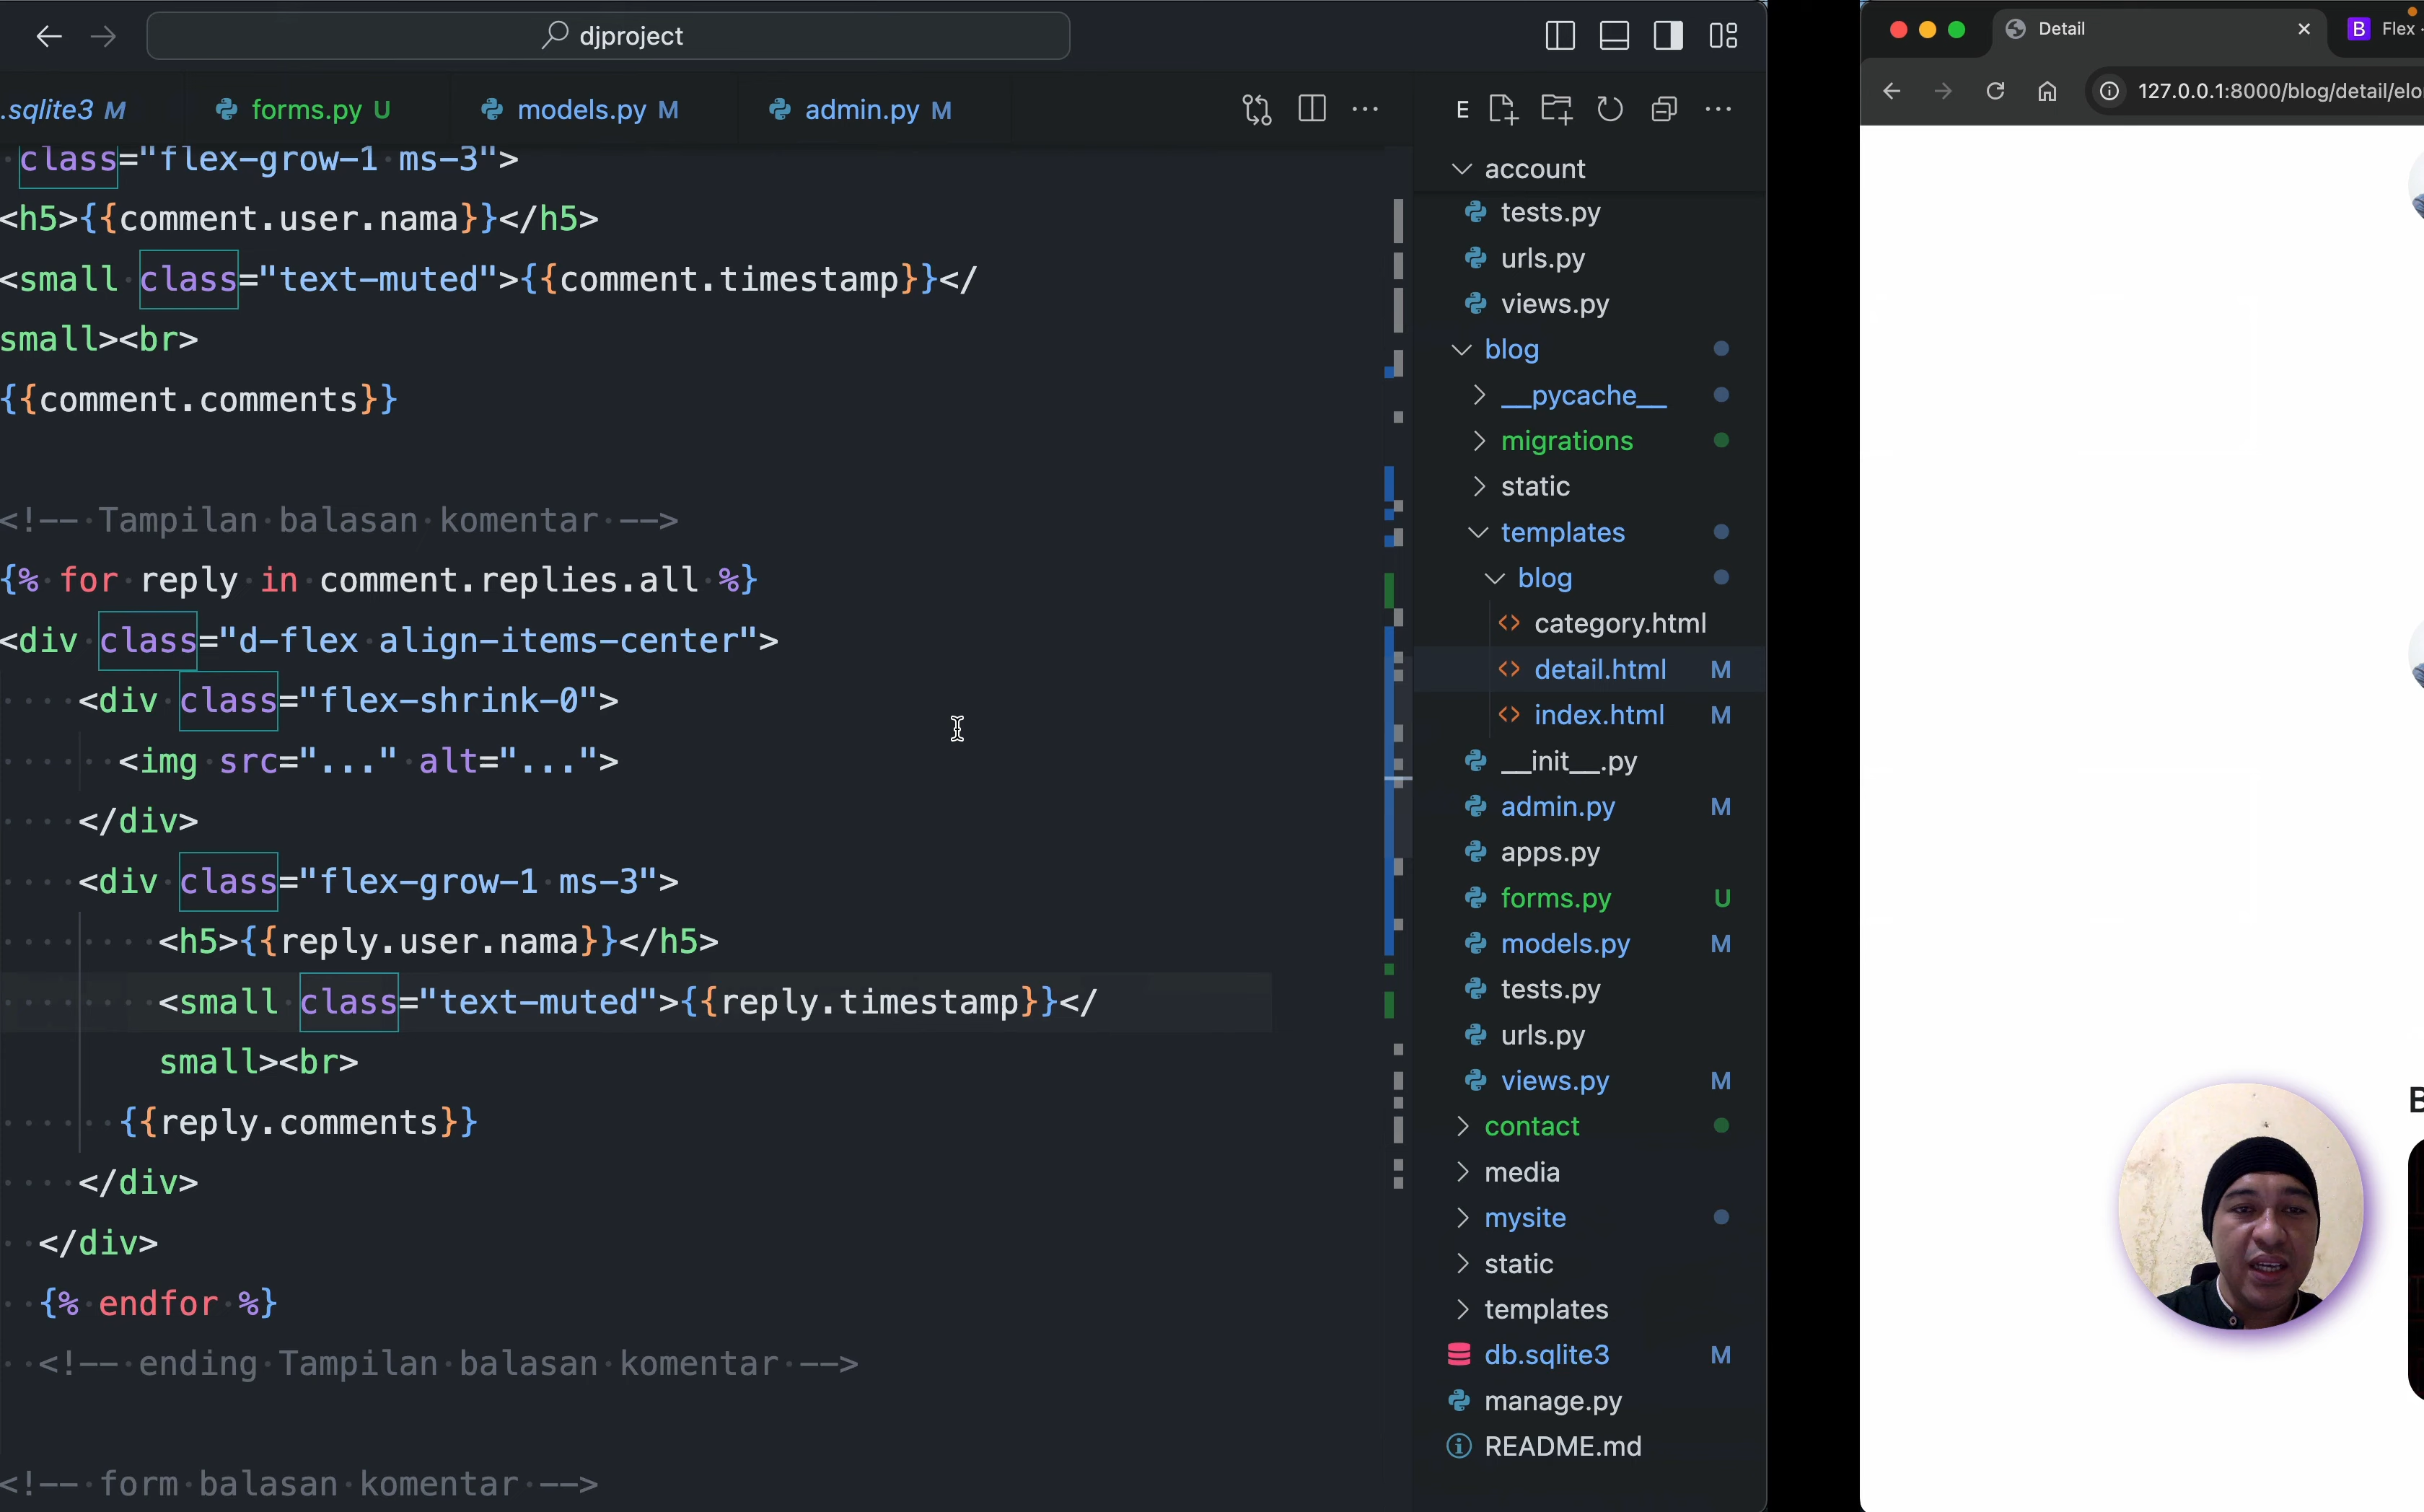 djproject
.sqlite3 M
forms.py U
models.py M
admin.py M
class="flex-grow-1 ms-3">
<h5>{{comment.user.nama}}</h5>
<small class="text-muted">{{comment.timestamp}}</
small><br>
{{comment.comments}}
<!-- Tampilan balasan komentar -->
{% for reply in comment.replies.all %}
<div class="d-flex align-items-center">
<div class="flex-shrink-0">
<img src="..." alt="...">
</div>
<div class="flex-grow-1 ms-3">
<h5>{{reply.user.nama}}</h5>
<small class="text-muted">{{reply.timestamp}}</
small><br>
{{reply.comments}}
</div>
</div>
{% endfor %}
<!-- ending Tampilan balasan komentar -->
<!-- form balasan komentar -->
E
account
tests.py
urls.py
views.py
blog
__pycache__
migrations
static
templates
blog
category.html
detail.html M
index.html M
__init__.py
admin.py M
apps.py
forms.py U
models.py M
tests.py
urls.py
views.py M
contact
media
mysite
static
templates
db.sqlite3 M
manage.py
README.md
Detail
B Flex
127.0.0.1:8000/blog/detail/elo